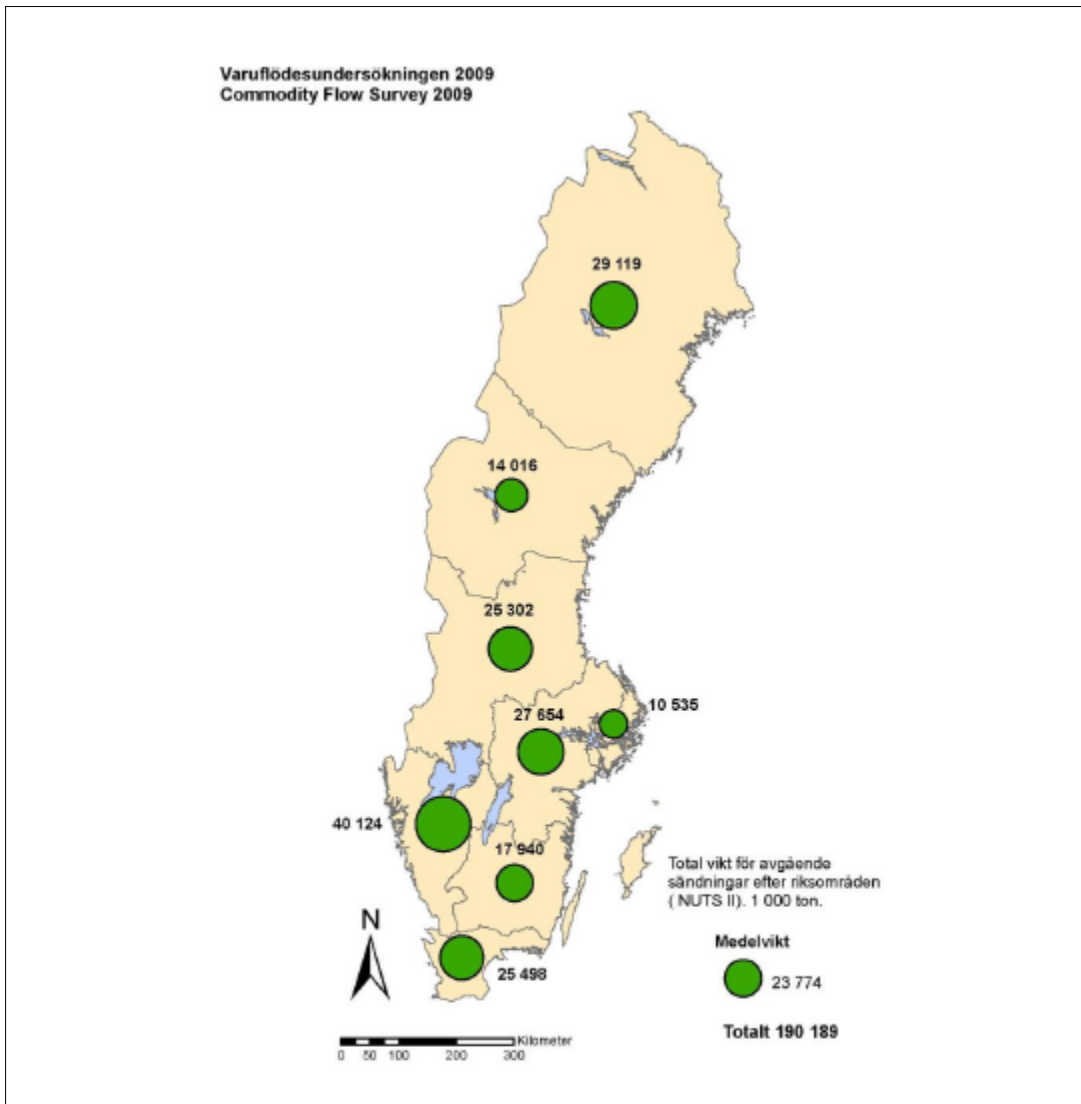 Varuflödesundersökningen 2009
Commodity Flow Survey 2009
29 119
14 016
25 302
10 535
27 654
40 124
17 940
Total vikt för avgående
sändningar efter riksområden
( NUTS II). 1 000 ton.
N
Medelvikt
25 498
23 774
Totalt 190 189
Kilometer
0 50 100 200 300